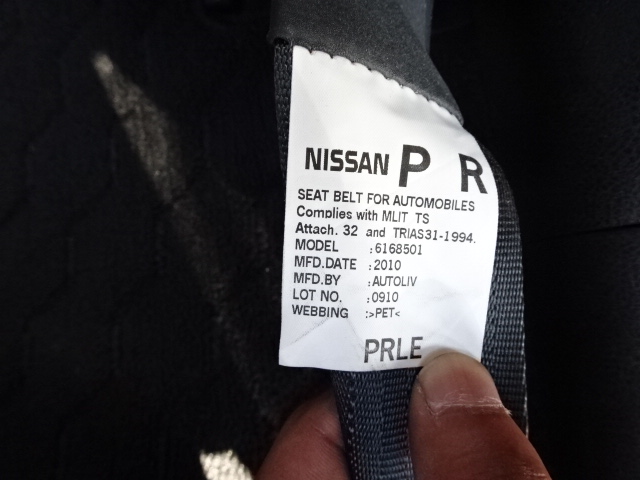 NISSAN P R
SEAT BELT FOR AUTOMOBILES
Complies with MLIT TS
Attach. 32 and TRIAS31-1994.
MODEL :6168501
MFD.DATE :2010
MFD.BY :AUTOLIV
LOT NO. :0910
WEBBING :>PET<
PRLE